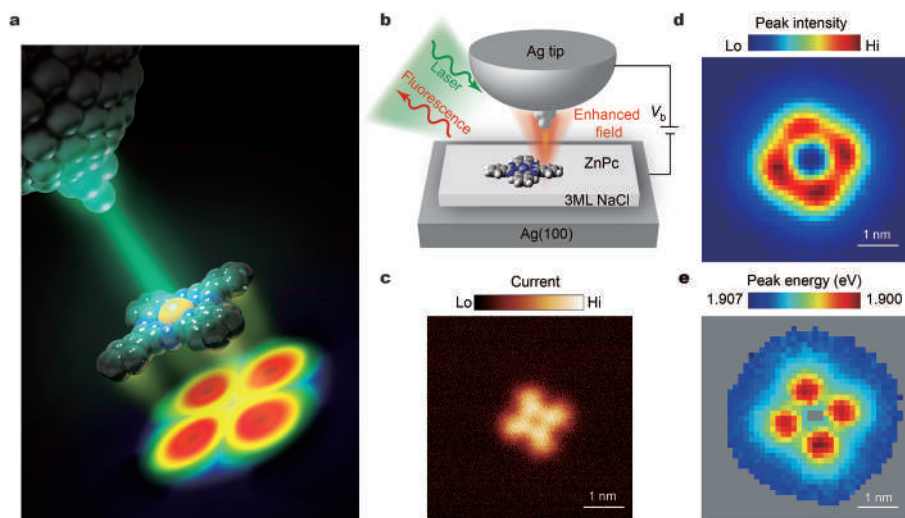 a
b
Ag tip
Laser
Fluorescence
Enhanced
field
V_b
ZnPc
3ML NaCl
Ag(100)
c
Current
Lo Hi
1 nm
d
Peak intensity
Lo Hi
1 nm
e
Peak energy (eV)
1.907 1.900
1 nm